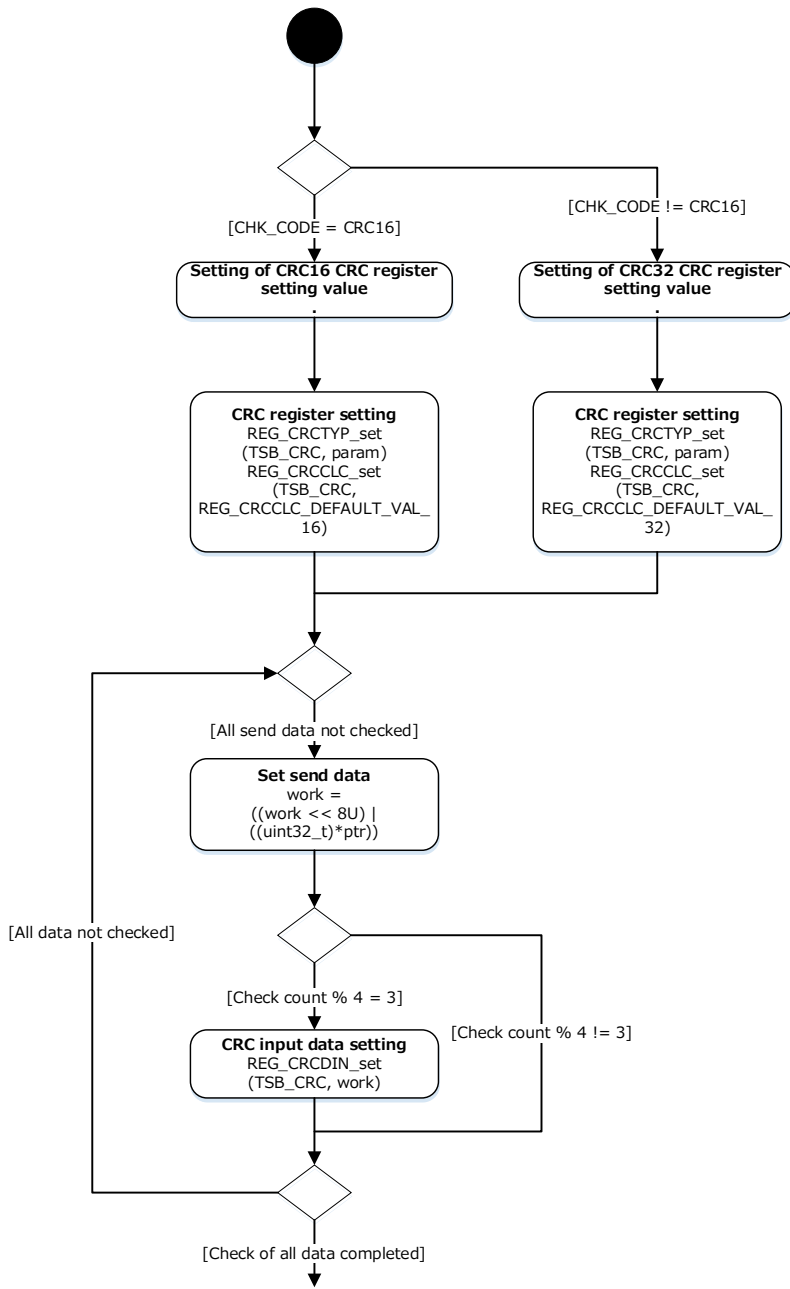 [CHK_CODE != CRC16]
[CHK_CODE = CRC16]
Setting of CRC16 CRC register
setting value
.
Setting of CRC32 CRC register
setting value
.
CRC register setting
REG_CRCTYP_set
(TSB_CRC, param)
REG_CRCCLC_set
(TSB_CRC,
REG_CRCCLC_DEFAULT_VAL_
16)
CRC register setting
REG_CRCTYP_set
(TSB_CRC, param)
REG_CRCCLC_set
(TSB_CRC,
REG_CRCCLC_DEFAULT_VAL_
32)
[All send data not checked]
Set send data
work =
((work << 8U) |
((uint32_t)*ptr))
[All data not checked]
[Check count % 4 = 3]
[Check count % 4 != 3]
CRC input data setting
REG_CRCDIN_set
(TSB_CRC, work)
[Check of all data completed]